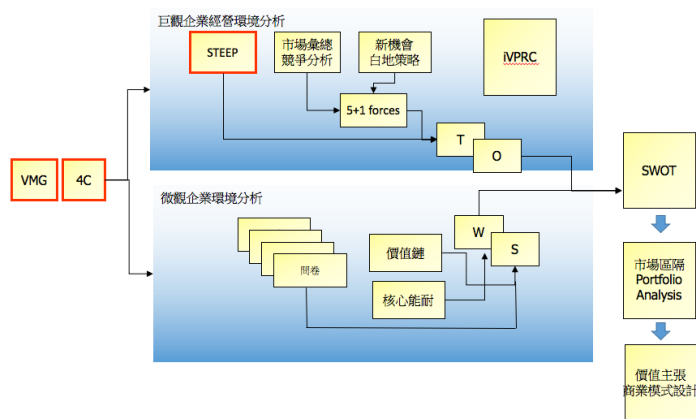 巨觀企業經營環境分析
STEEP
市場彙總
競爭分析
新機會
白地策略
iVPRC
5+1 forces
T
O
VMG
4C
SWOT
微觀企業環境分析
W
S
價值鏈
問卷
核心能耐
市場區隔
Portfolio
Analysis
價值主張
商業模式設計